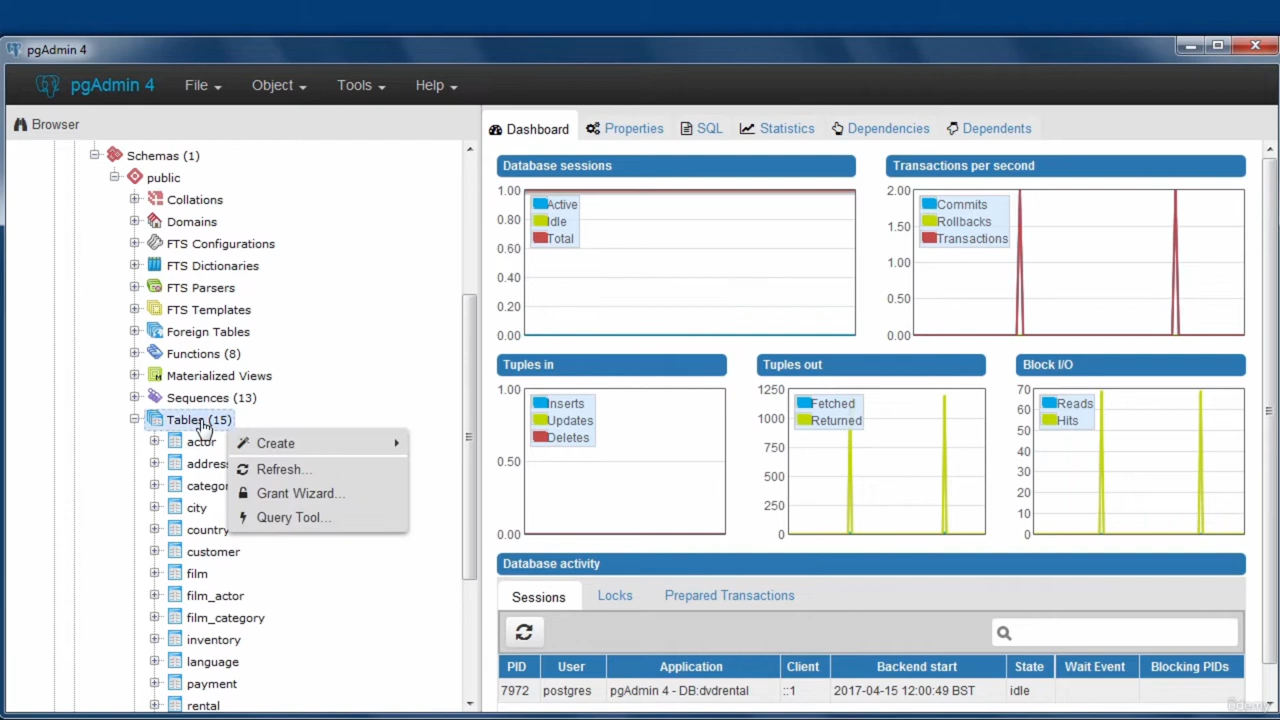 pgAdmin 4
pgAdmin 4 File Object Tools Help
Browser
Dashboard Properties SQL Statistics Dependencies Dependents
Schemas (1)
public
Collations
Domains
FTS Configurations
FTS Dictionaries
FTS Parsers
FTS Templates
Foreign Tables
Functions (8)
Materialized Views
Sequences (13)
Tables (15)
actor
address
city
country
customer
film
film_actor
film_category
inventory
language
payment
rental
Create
Refresh...
Grant Wizard...
Query Tool...
Database sessions
1.00
0.80
0.60
0.40
0.20
0.00
Active
Idle
Total
Transactions per second
2.00
1.50
1.00
0.50
0.00
Commits
Rollbacks
Transactions
Tuples in
1.00
0.50
0.00
Inserts
Updates
Deletes
Tuples out
1250
1000
750
500
250
0
Fetched
Returned
Block I/O
70
60
50
40
30
20
10
0
Reads
Hits
Database activity
Sessions Locks Prepared Transactions
PID User Application Client Backend start State Wait Event Blocking PIDs
7972 postgres pgAdmin 4 - DB:dvdrental ::1 2017-04-15 12:00:49 BST idle
ûdemy